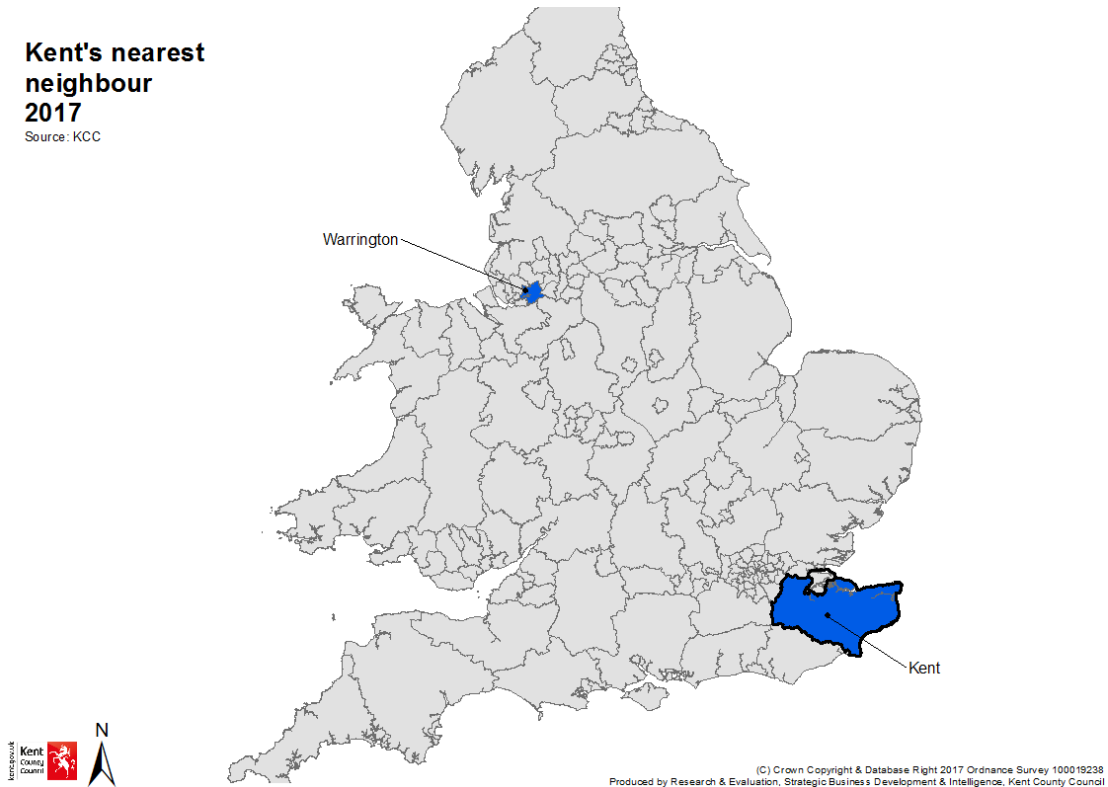 Kent's nearest
neighbour
2017
Source: KCC
Warrington
Kent
N
kent.gov.uk
Kent
County
Council
(C) Crown Copyright & Database Right 2017 Ordnance Survey 100019238
Produced by Research & Evaluation, Strategic Business Development & Intelligence, Kent County Council